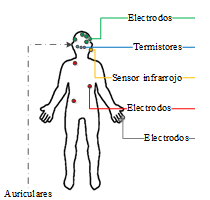 Electrodos
Termistores
Sensor infrarrojo
Electrodos
Electrodos
Auriculares